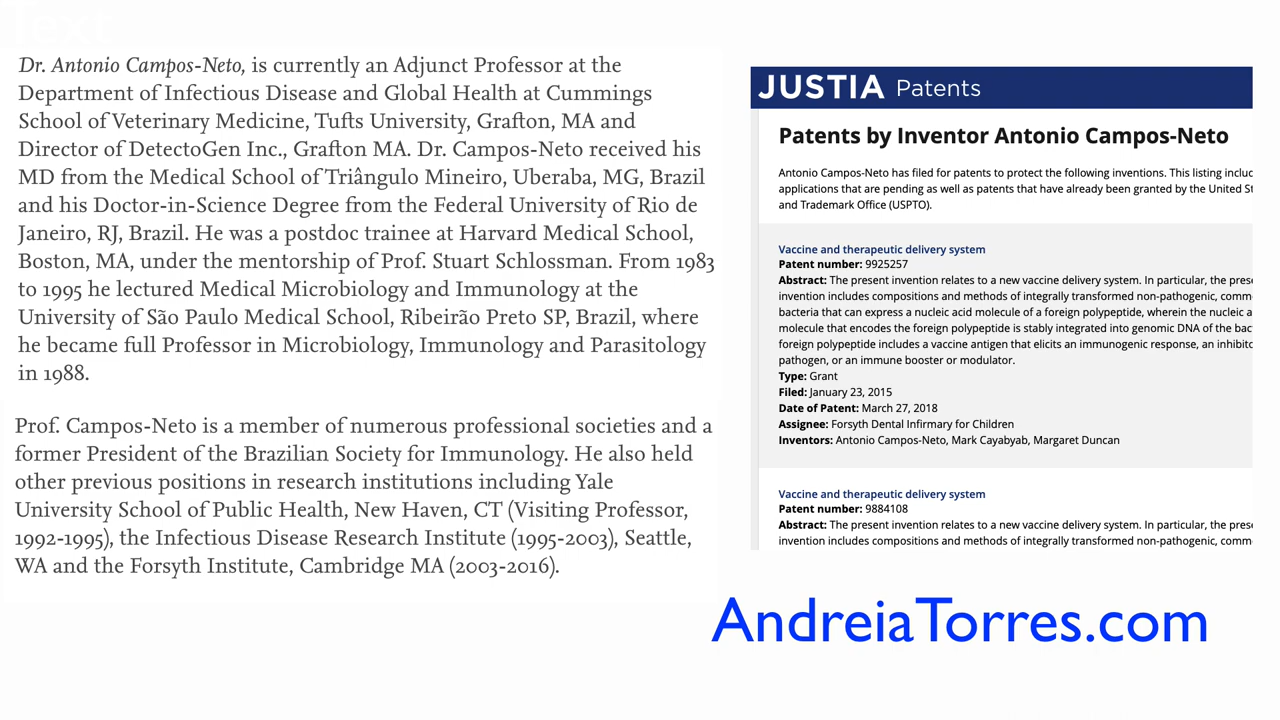 Text
Dr. Antonio Campos-Neto, is currently an Adjunct Professor at the
Department of Infectious Disease and Global Health at Cummings
School of Veterinary Medicine, Tufts University, Grafton, MA and
Director of DetectoGen Inc., Grafton MA. Dr. Campos-Neto received his
MD from the Medical School of Triângulo Mineiro, Uberaba, MG, Brazil
and his Doctor-in-Science Degree from the Federal University of Rio de
Janeiro, RJ, Brazil. He was a postdoc trainee at Harvard Medical School,
Boston, MA, under the mentorship of Prof. Stuart Schlossman. From 1983
to 1995 he lectured Medical Microbiology and Immunology at the
University of São Paulo Medical School, Ribeirão Preto SP, Brazil, where
he became full Professor in Microbiology, Immunology and Parasitology
in 1988.
Prof. Campos-Neto is a member of numerous professional societies and a
former President of the Brazilian Society for Immunology. He also held
other previous positions in research institutions including Yale
University School of Public Health, New Haven, CT (Visiting Professor,
1992-1995), the Infectious Disease Research Institute (1995-2003), Seattle,
WA and the Forsyth Institute, Cambridge MA (2003-2016).
JUSTIA Patents
Patents by Inventor Antonio Campos-Neto
Antonio Campos-Neto has filed for patents to protect the following inventions. This listing includ
applications that are pending as well as patents that have already been granted by the United St
and Trademark Office (USPTO).
Vaccine and therapeutic delivery system
Patent number: 9925257
Abstract: The present invention relates to a new vaccine delivery system. In particular, the prese
invention includes compositions and methods of integrally transformed non-pathogenic, comm
bacteria that can express a nucleic acid molecule of a foreign polypeptide, wherein the nucleic a
molecule that encodes the foreign polypeptide is stably integrated into genomic DNA of the bac
foreign polypeptide includes a vaccine antigen that elicits an immunogenic response, an inhibito
pathogen, or an immune booster or modulator.
Type: Grant
Filed: January 23, 2015
Date of Patent: March 27, 2018
Assignee: Forsyth Dental Infirmary for Children
Inventors: Antonio Campos-Neto, Mark Cayabyab, Margaret Duncan
Vaccine and therapeutic delivery system
Patent number: 9884108
Abstract: The present invention relates to a new vaccine delivery system. In particular, the prese
invention includes compositions and methods of integrally transformed non-pathogenic, comm
AndreiaTorres.com